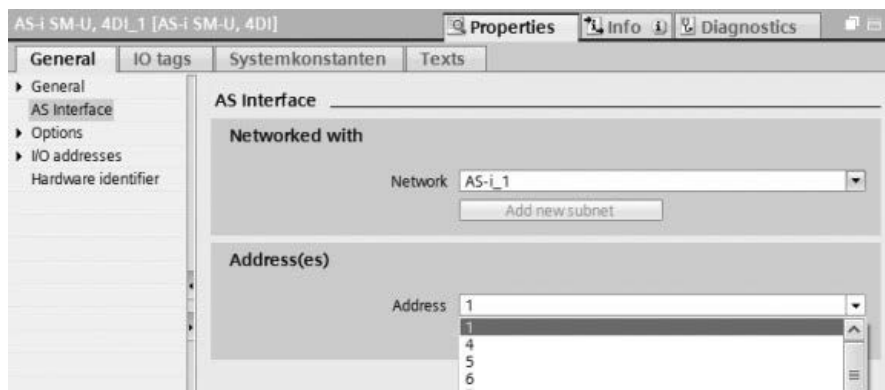 AS-i SM-U, 4DI_1 [AS-i SM-U, 4DI]
Properties
Info
Diagnostics
General
IO tags
Systemkonstanten
Texts
General
AS Interface
Options
I/O addresses
Hardware identifier
AS Interface
Networked with
Network AS-i_1
Add new subnet
Address(es)
Address 1
1
4
5
6